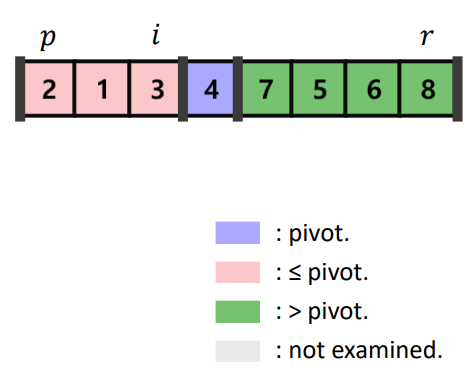 p i r
2 1 3 4 7 5 6 8
: pivot.
: ≤ pivot.
: > pivot.
: not examined.